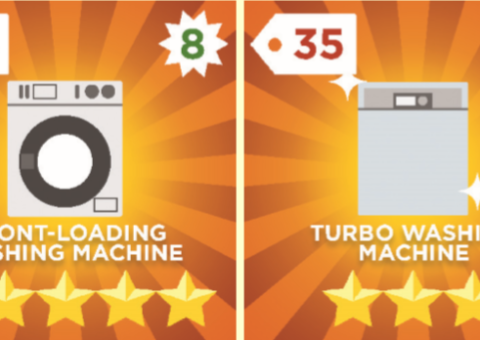 8
ONT-LOADING
SHING MACHINE
35
TURBO WASHI
MACHINE